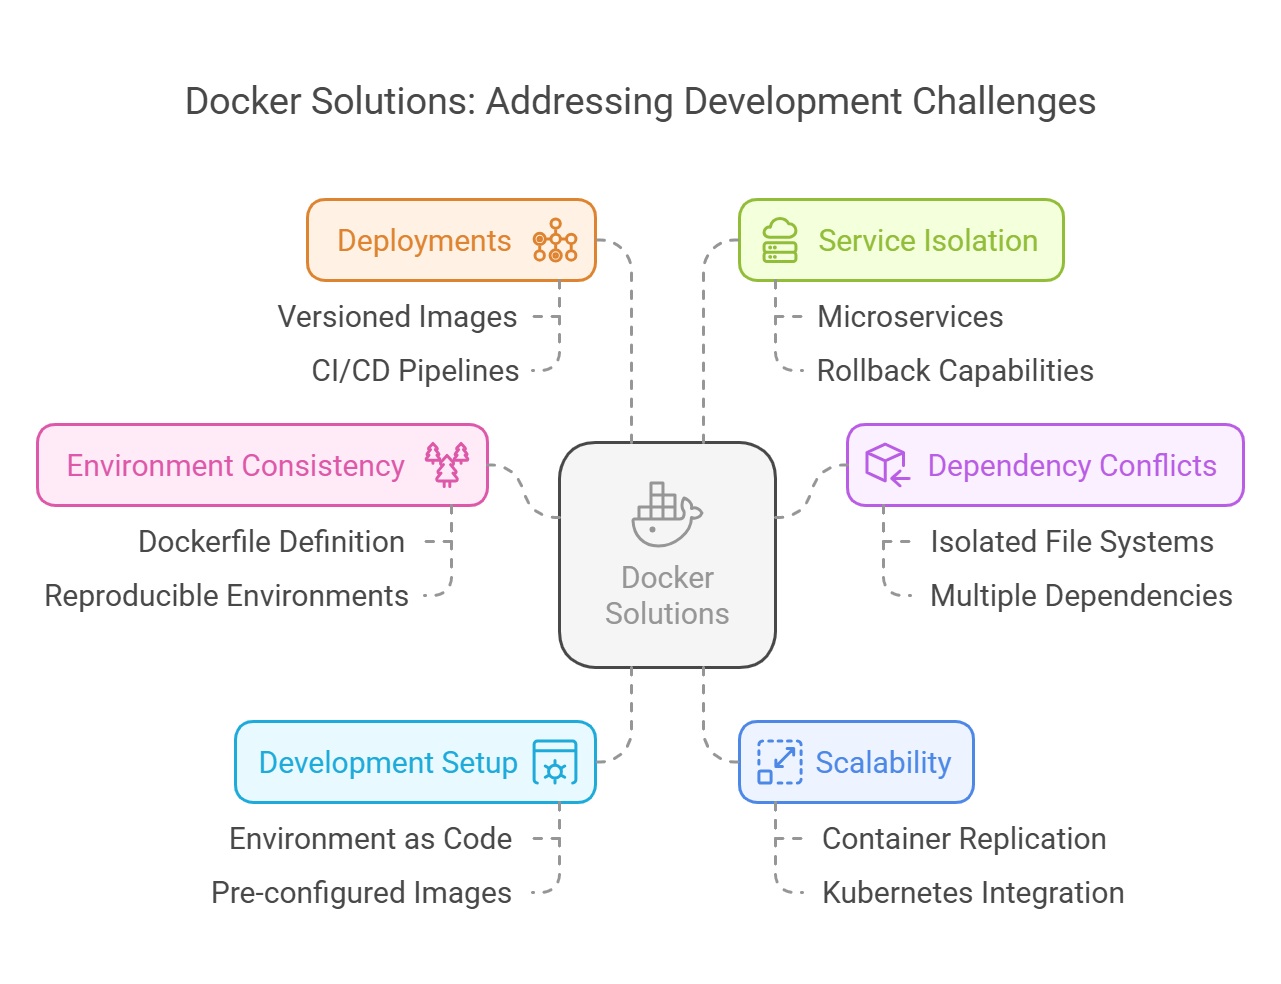 Docker Solutions: Addressing Development Challenges
Deployments
Versioned Images
CI/CD Pipelines
Service Isolation
Microservices
Rollback Capabilities
Environment Consistency
Dockerfile Definition
Reproducible Environments
Docker
Solutions
Dependency Conflicts
Isolated File Systems
Multiple Dependencies
Development Setup
Environment as Code
Pre-configured Images
Scalability
Container Replication
Kubernetes Integration